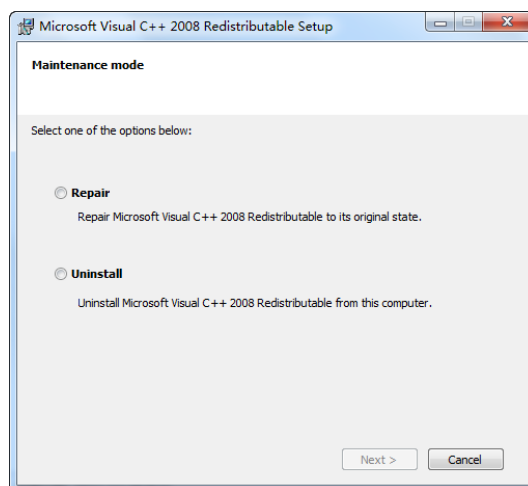 Microsoft Visual C++ 2008 Redistributable Setup
Maintenance mode
Select one of the options below:
Repair
Repair Microsoft Visual C++ 2008 Redistributable to its original state.
Uninstall
Uninstall Microsoft Visual C++ 2008 Redistributable from this computer.
Next >
Cancel